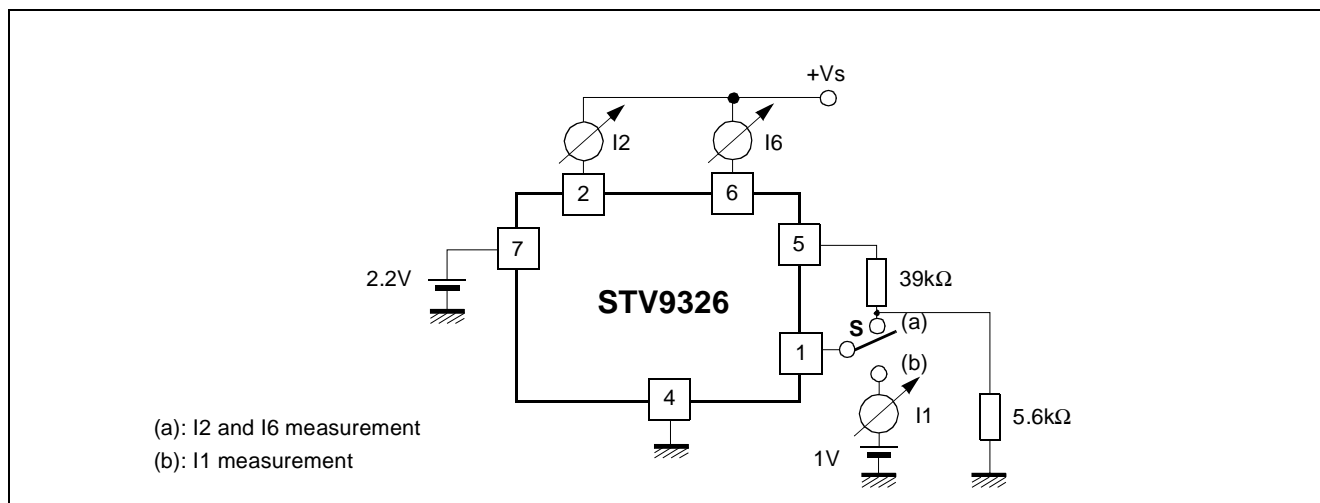 +Vs
I2
I6
2
6
7
5
2.2V
39kΩ
STV9326
S
(a)
1
(b)
4
I1
5.6kΩ
(a): I2 and I6 measurement
1V
(b): I1 measurement